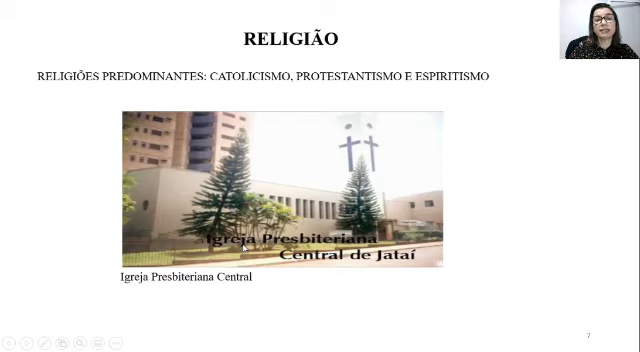 RELIGIÃO
RELIGIÕES PREDOMINANTES: CATOLICISMO, PROTESTANTISMO E ESPIRITISMO
Igreja Presbiteriana
Central de Jataí
Igreja Presbiteriana Central
7